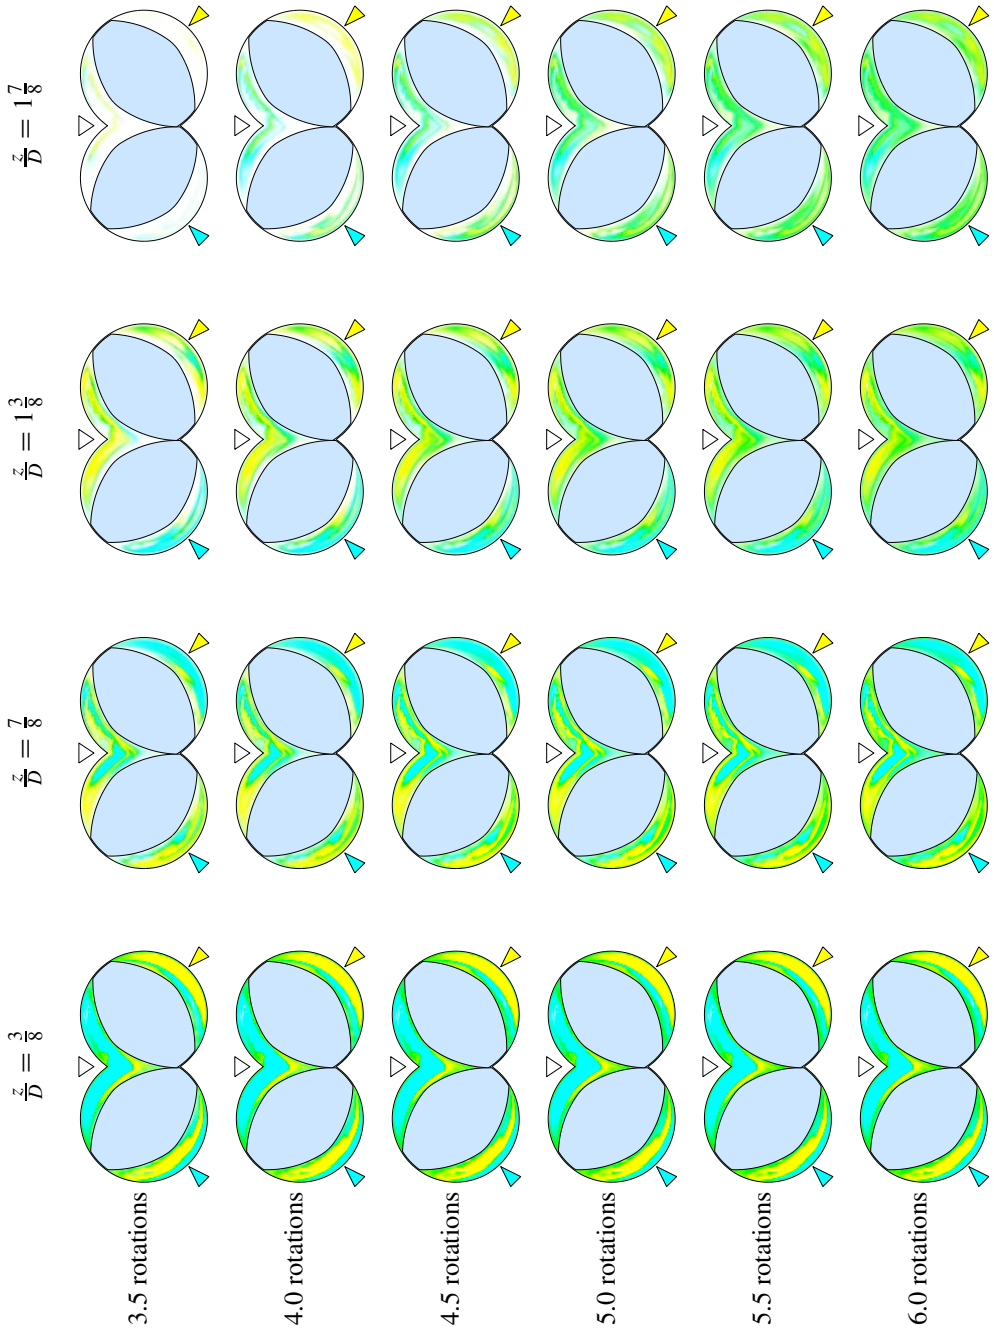 z/D = 3/8
z/D = 7/8
z/D = 1 3/8
z/D = 1 7/8
3.5 rotations
4.0 rotations
4.5 rotations
5.0 rotations
5.5 rotations
6.0 rotations